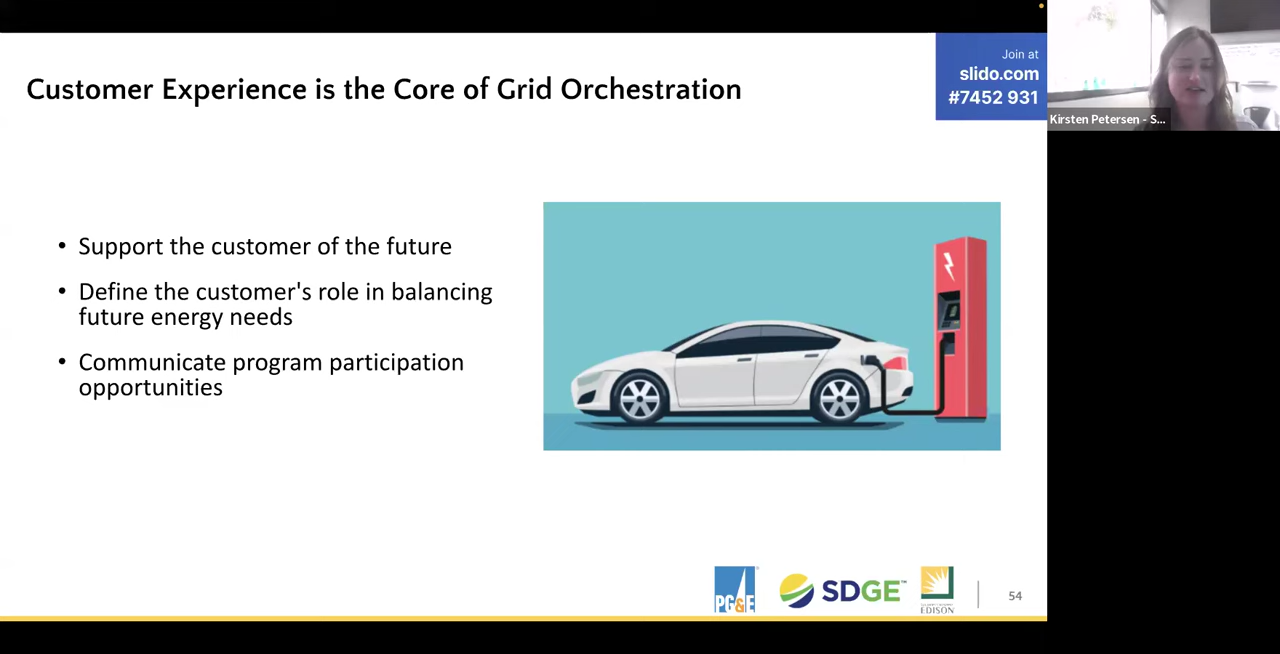 Customer Experience is the Core of Grid Orchestration
Join at
slido.com
#7452 931
Kirsten Petersen - S...
• Support the customer of the future
• Define the customer's role in balancing
future energy needs
• Communicate program participation
opportunities
PG&E
SDGE™
EDISON
54